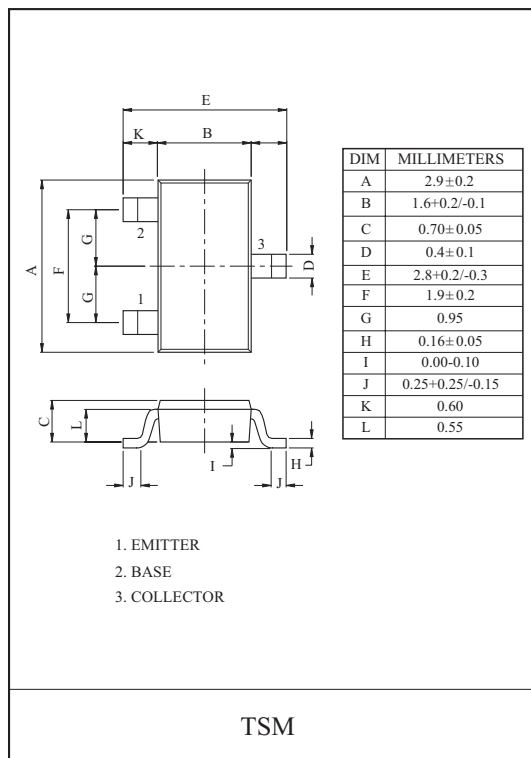 E
K B
A
F
G
G
2
1
3
D
C
L
J
I
H
J
DIM MILLIMETERS
A 2.9±0.2
B 1.6+0.2/-0.1
C 0.70±0.05
D 0.4±0.1
E 2.8+0.2/-0.3
F 1.9±0.2
G 0.95
H 0.16±0.05
I 0.00-0.10
J 0.25+0.25/-0.15
K 0.60
L 0.55
1. EMITTER
2. BASE
3. COLLECTOR
TSM